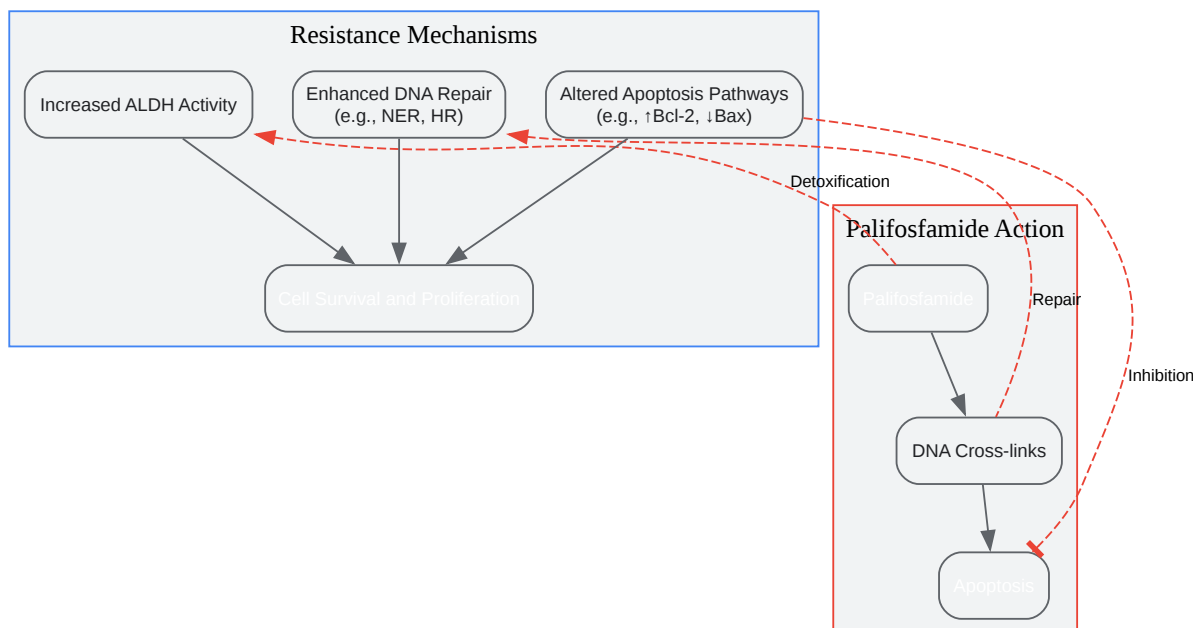 Resistance Mechanisms
Increased ALDH Activity
Enhanced DNA Repair
(e.g., NER, HR)
Altered Apoptosis Pathways
(e.g., ↑Bcl-2, ↓Bax)
Detoxification
Palifosfamide Action
Cell Survival and Proliferation
Palifosfamide
Repair
Inhibition
DNA Cross-links
Apoptosis